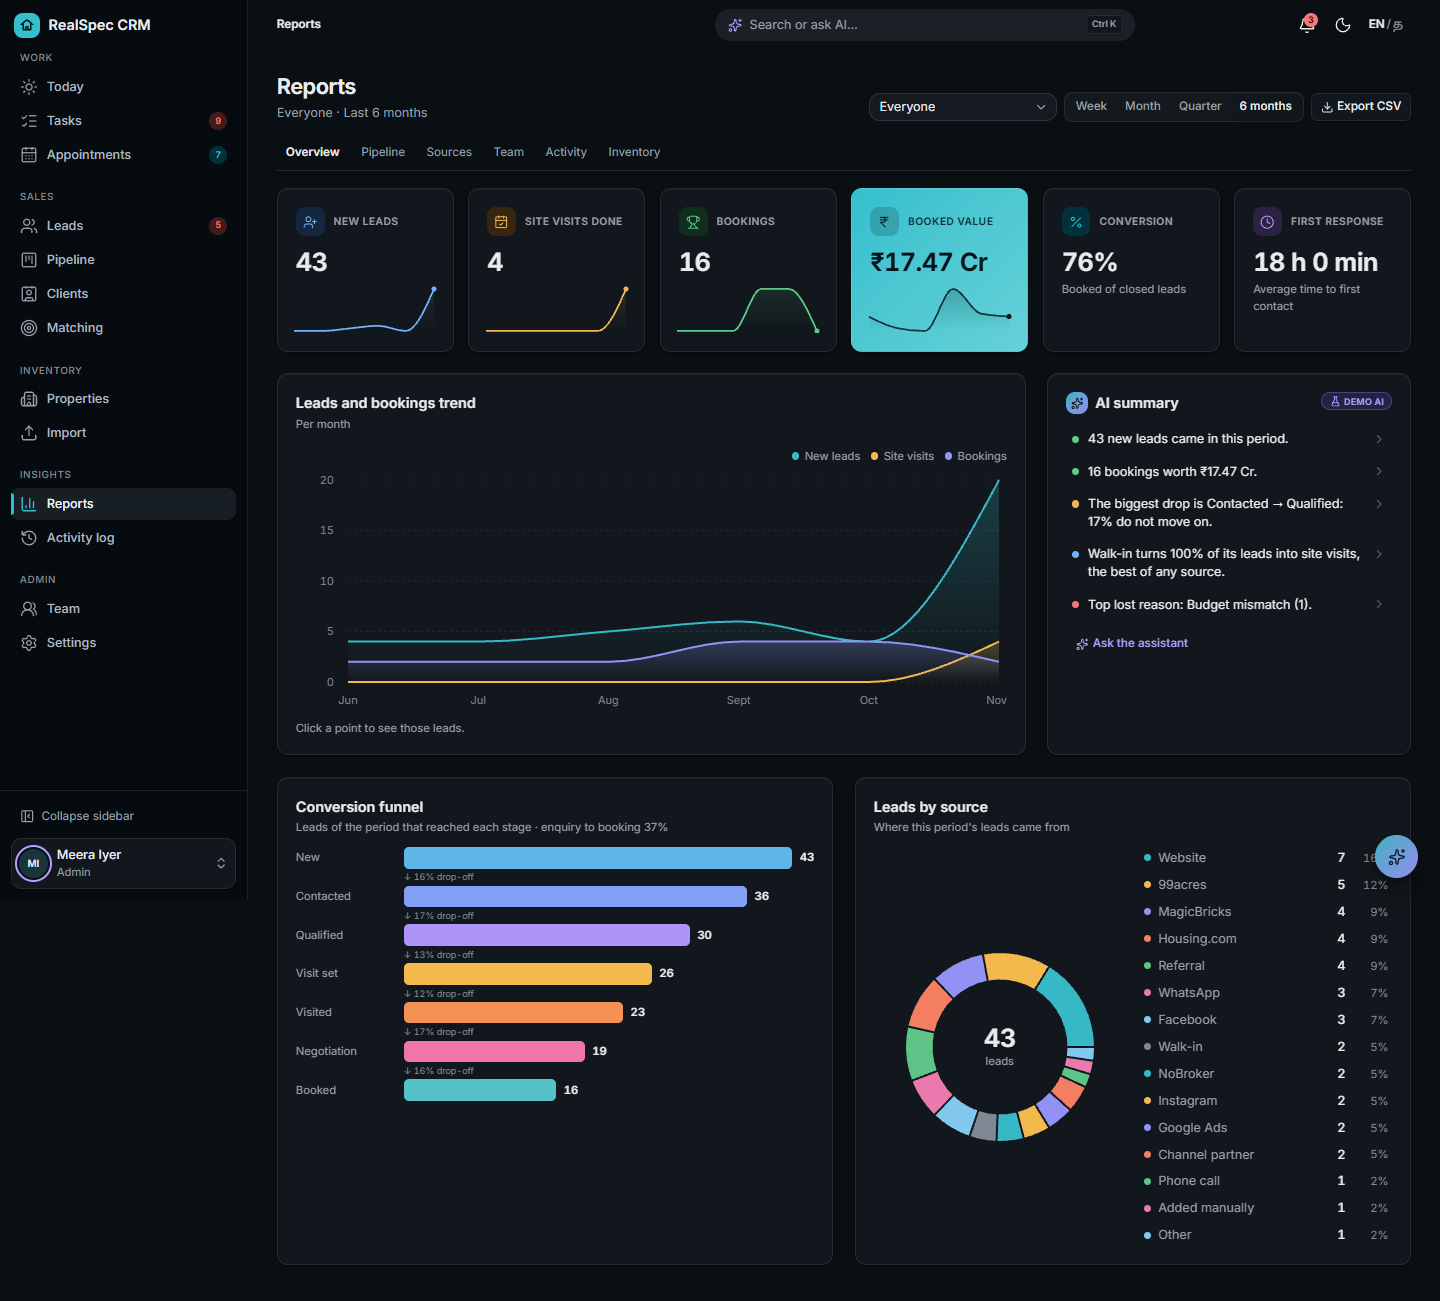 RealSpec CRM
WORK
Today
Tasks 9
Appointments 7
SALES
Leads 5
Pipeline
Clients
Matching
INVENTORY
Properties
Import
INSIGHTS
Reports
Activity log
ADMIN
Team
Settings
Collapse sidebar
MI
Meera Iyer
Admin
Reports
Search or ask AI... Ctrl K
3
EN / த
Reports
Everyone · Last 6 months
Everyone
Week Month Quarter 6 months
Export CSV
Overview Pipeline Sources Team Activity Inventory
NEW LEADS
43
SITE VISITS DONE
4
BOOKINGS
16
₹ BOOKED VALUE
₹17.47 Cr
CONVERSION
76%
Booked of closed leads
FIRST RESPONSE
18 h 0 min
Average time to first
contact
Leads and bookings trend
Per month
New leads Site visits Bookings
20
15
10
5
0
Jun Jul Aug Sept Oct Nov
Click a point to see those leads.
AI summary
DEMO AI
43 new leads came in this period.
16 bookings worth ₹17.47 Cr.
The biggest drop is Contacted → Qualified:
17% do not move on.
Walk-in turns 100% of its leads into site visits,
the best of any source.
Top lost reason: Budget mismatch (1).
Ask the assistant
Conversion funnel
Leads of the period that reached each stage · enquiry to booking 37%
New 43
↓ 16% drop-off
Contacted 36
↓ 17% drop-off
Qualified 30
↓ 13% drop-off
Visit set 26
↓ 12% drop-off
Visited 23
↓ 17% drop-off
Negotiation 19
↓ 16% drop-off
Booked 16
Leads by source
Where this period's leads came from
43
leads
Website 7
99acres 5 12%
MagicBricks 4 9%
Housing.com 4 9%
Referral 4 9%
WhatsApp 3 7%
Facebook 3 7%
Walk-in 2 5%
NoBroker 2 5%
Instagram 2 5%
Google Ads 2 5%
Channel partner 2 5%
Phone call 1 2%
Added manually 1 2%
Other 1 2%